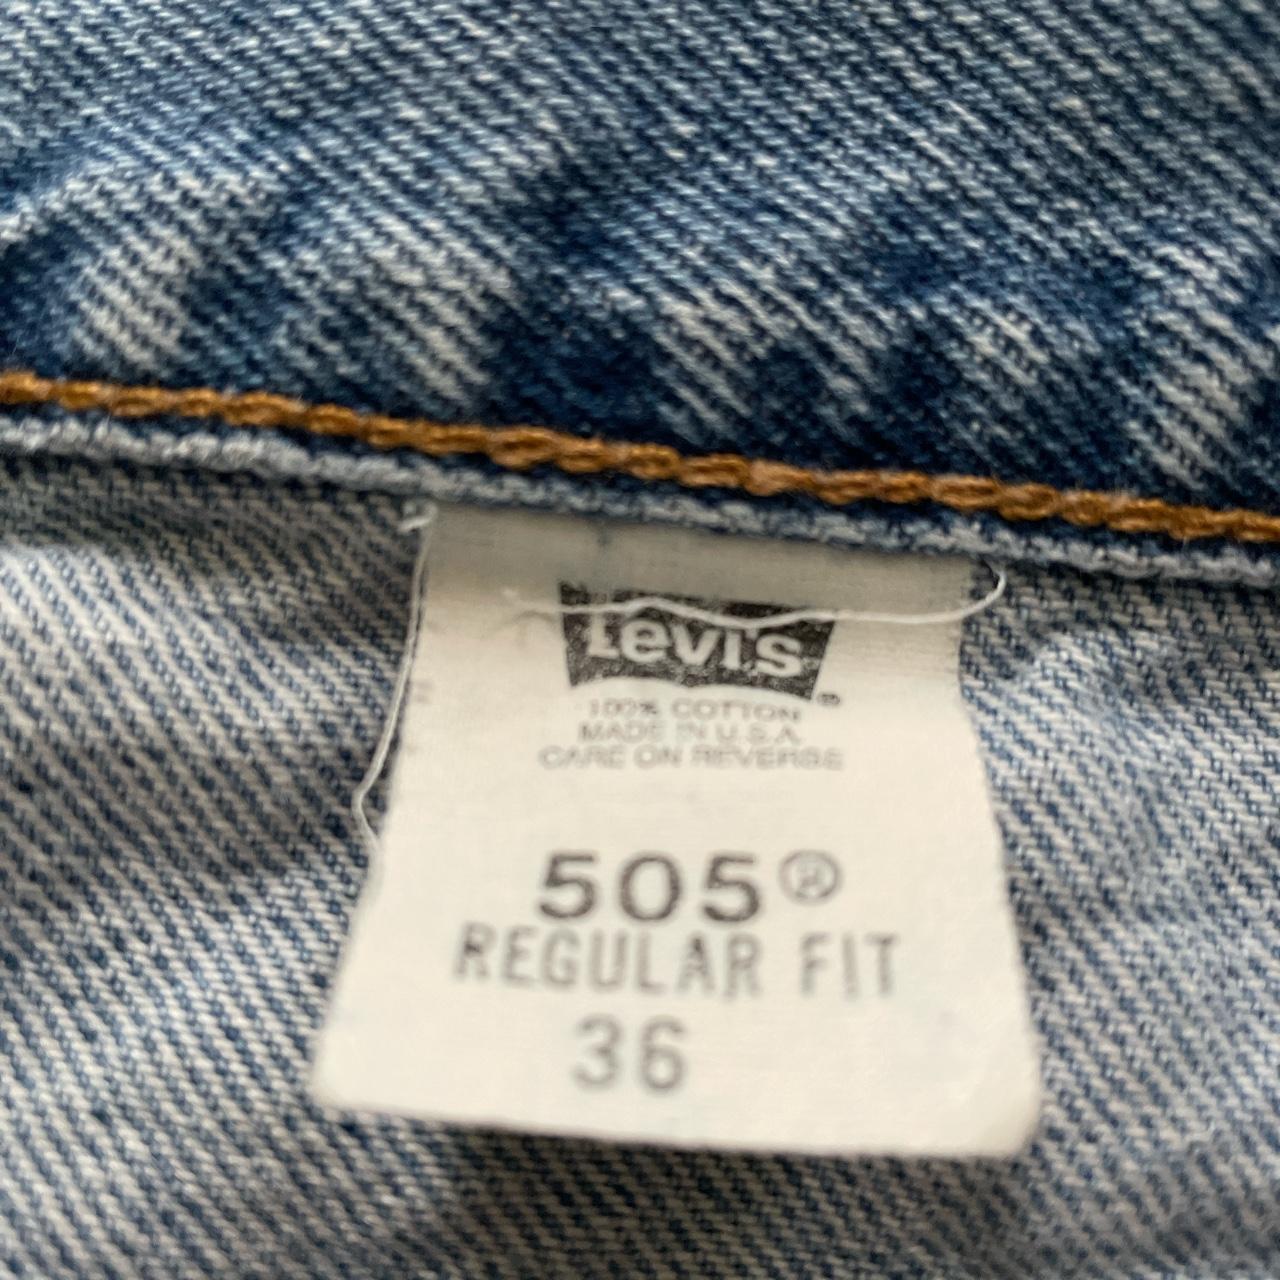 Levi's®
100% COTTON
MADE IN U.S.A.
CARE ON REVERSE
505®
REGULAR FIT
36